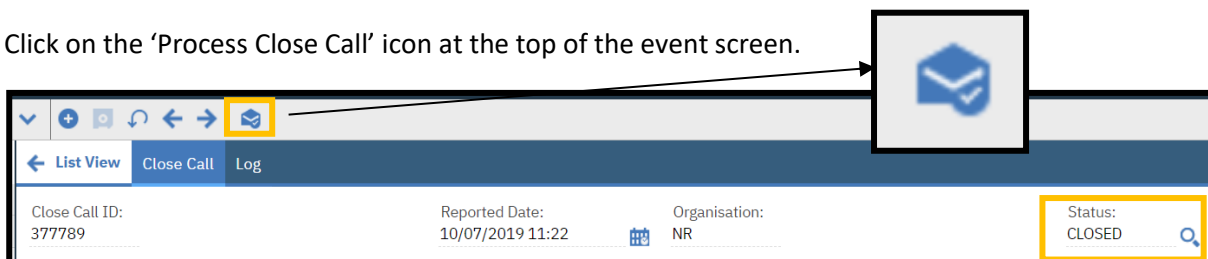 Click on the ‘Process Close Call’ icon at the top of the event screen.
List View Close Call Log
Close Call ID: Reported Date: Organisation: Status:
377789 10/07/2019 11:22 NR CLOSED